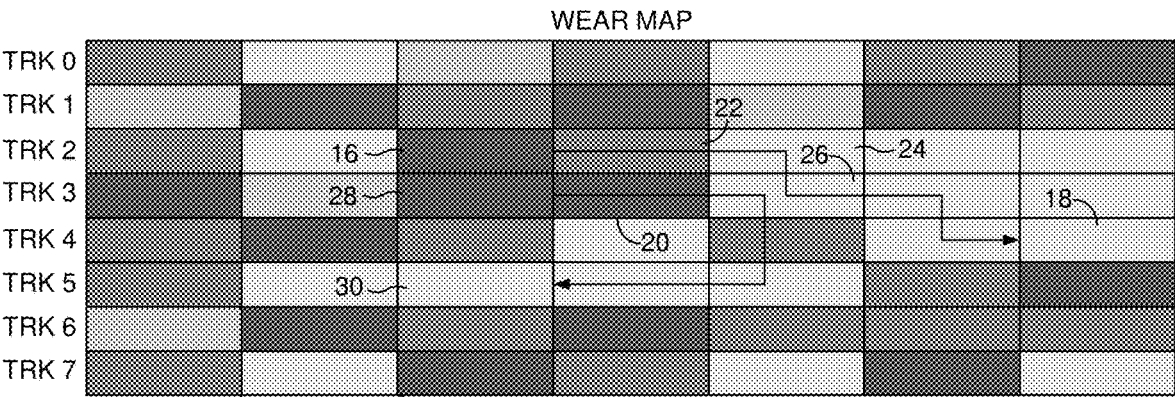 WEAR MAP
TRK 0
TRK 1
22
TRK 2
16
26
24
TRK 3
28
18
TRK 4
20
TRK 5
30
TRK 6
TRK 7